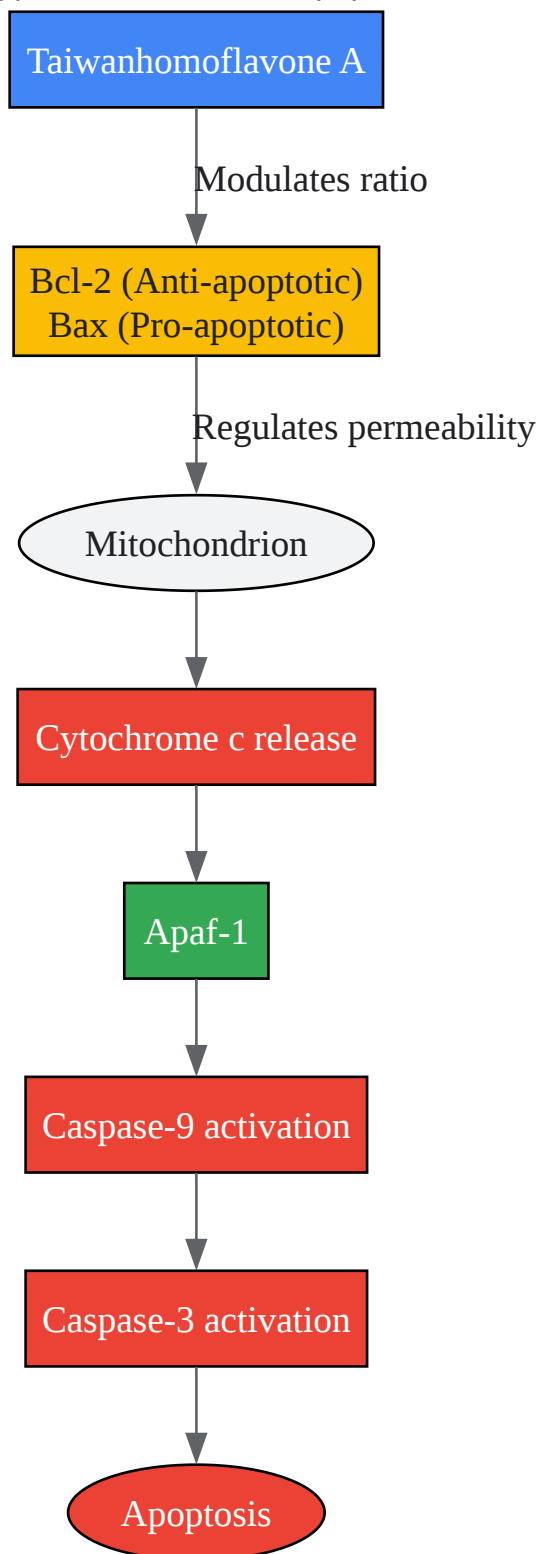 Taiwanhomoflavone A
Modulates ratio
Bcl-2 (Anti-apoptotic)
Bax (Pro-apoptotic)
Regulates permeability
Mitochondrion
Cytochrome c release
Apaf-1
Caspase-9 activation
Caspase-3 activation
Apoptosis